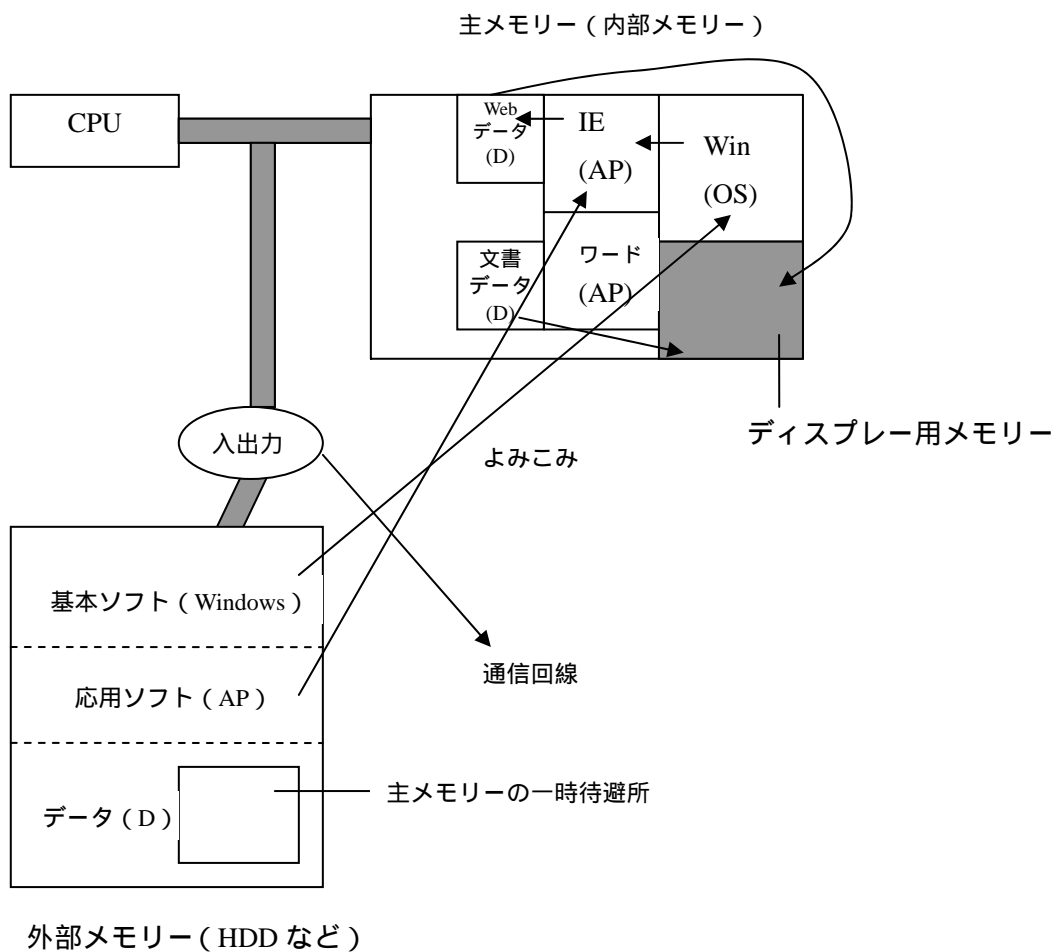 主メモリー（内部メモリー）
CPU
Web
データ
(D)
IE
(AP)
Win
(OS)
文書
データ
(D)
ワード
(AP)
ディスプレー用メモリー
入出力
よみこみ
基本ソフト（Windows）
通信回線
応用ソフト（AP）
主メモリーの一時待避所
データ（D）
外部メモリー（HDD など）